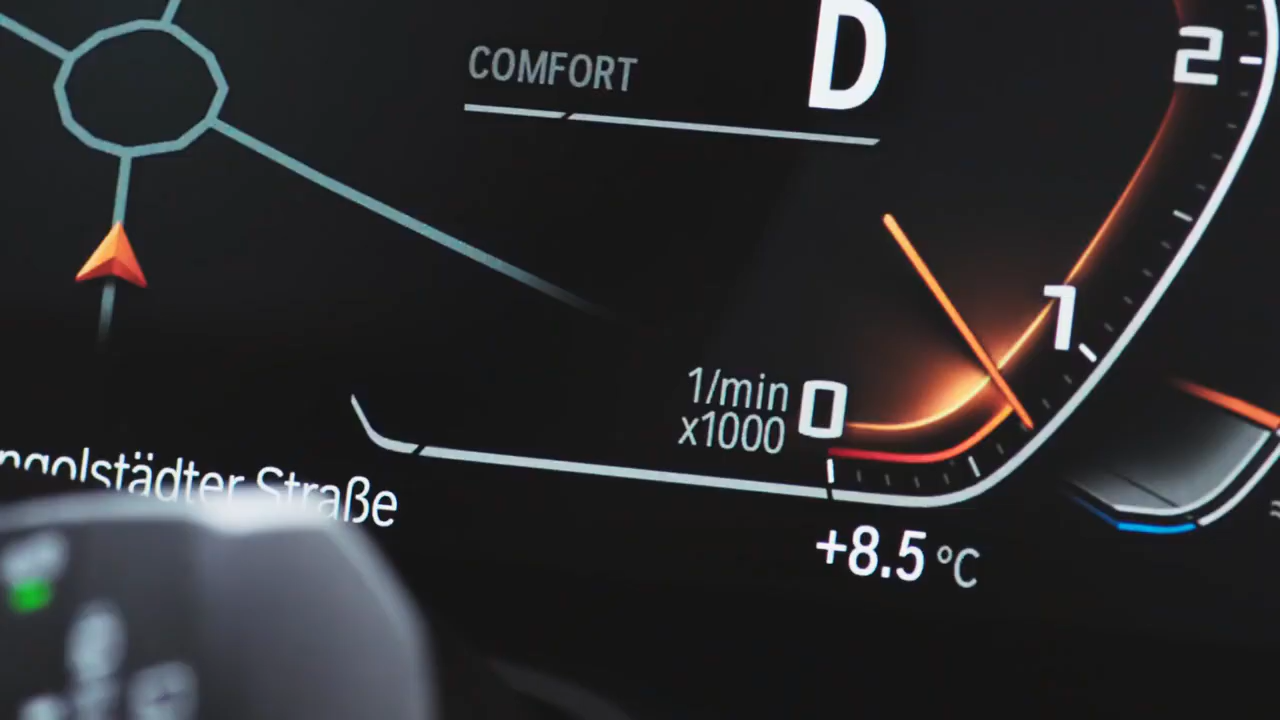 COMFORT
D
2
1
1/min
x1000
0
ngolstädter Straße
+8.5 °C